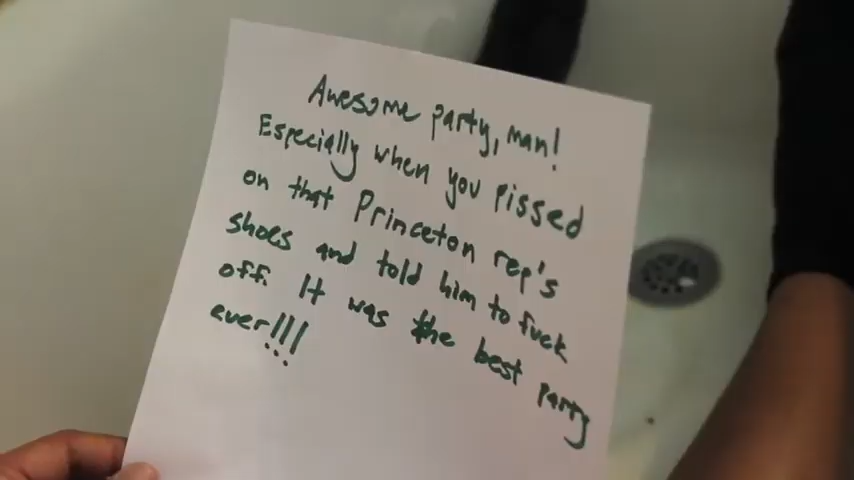 Awesome party, man!
Especially when you pissed
on that Princeton rep's
shoes and told him to fuck
off. It was the best party
ever!!!